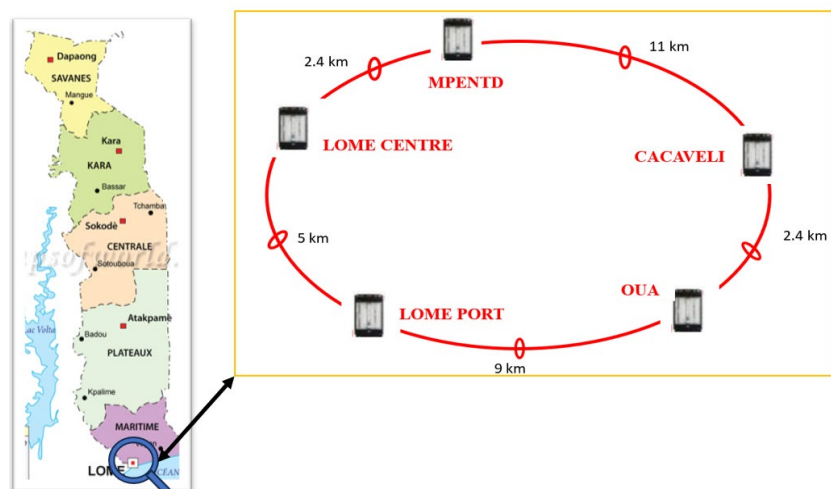 Dapaong
SAVANES
Mangue
Kara
KARA
Bassar
Tchamba
Sokodè
CENTRALE
Sotouboua
Atakpame
Badou
PLATEAUX
Kpalime
MARITIME
LOME
2.4 km
MPENTD
11 km
LOME CENTRE
CACAVELI
5 km
2.4 km
OUA
LOME PORT
9 km